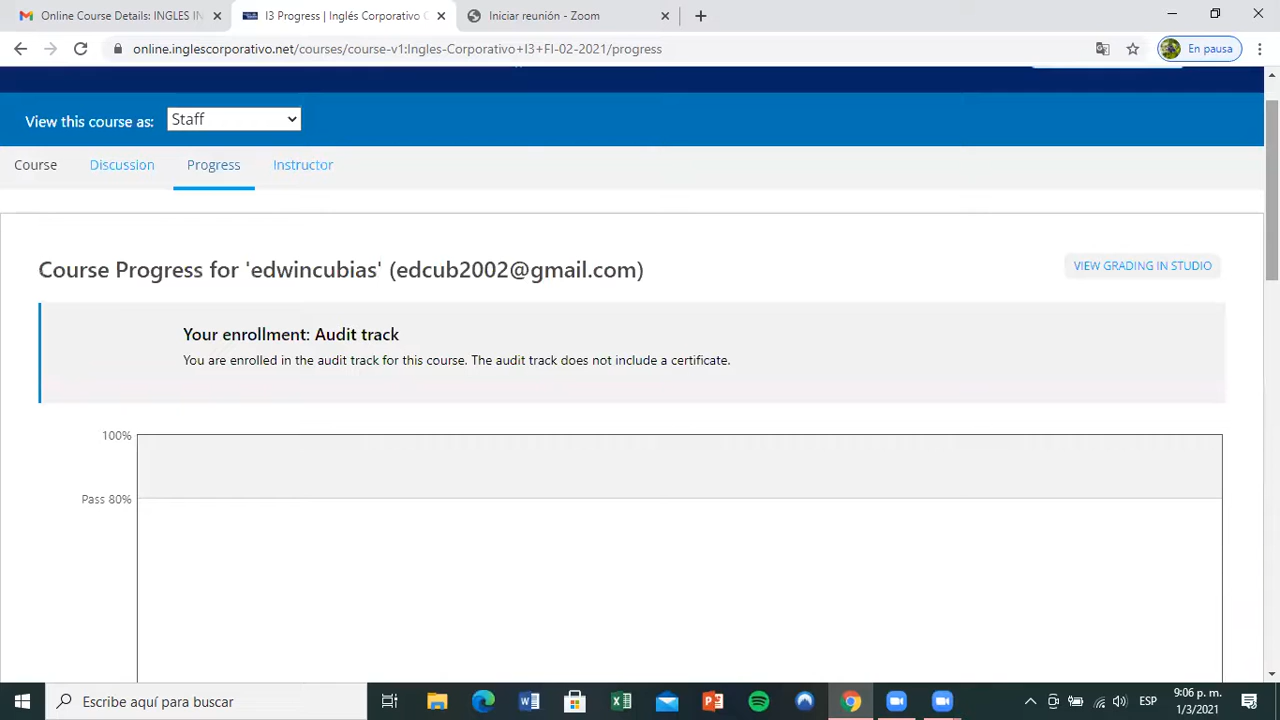 Online Course Details: INGLES IN
I3 Progress | Inglés Corporativo C
Iniciar reunión - Zoom
online.inglescorporativo.net/courses/course-v1:Ingles-Corporativo+I3+FI-02-2021/progress
En pausa
View this course as: Staff
Course Discussion Progress Instructor
Course Progress for 'edwincubias' (edcub2002@gmail.com)
VIEW GRADING IN STUDIO
Your enrollment: Audit track
You are enrolled in the audit track for this course. The audit track does not include a certificate.
100%
Pass 80%
Escribe aquí para buscar
ESP
9:06 p. m.
1/3/2021